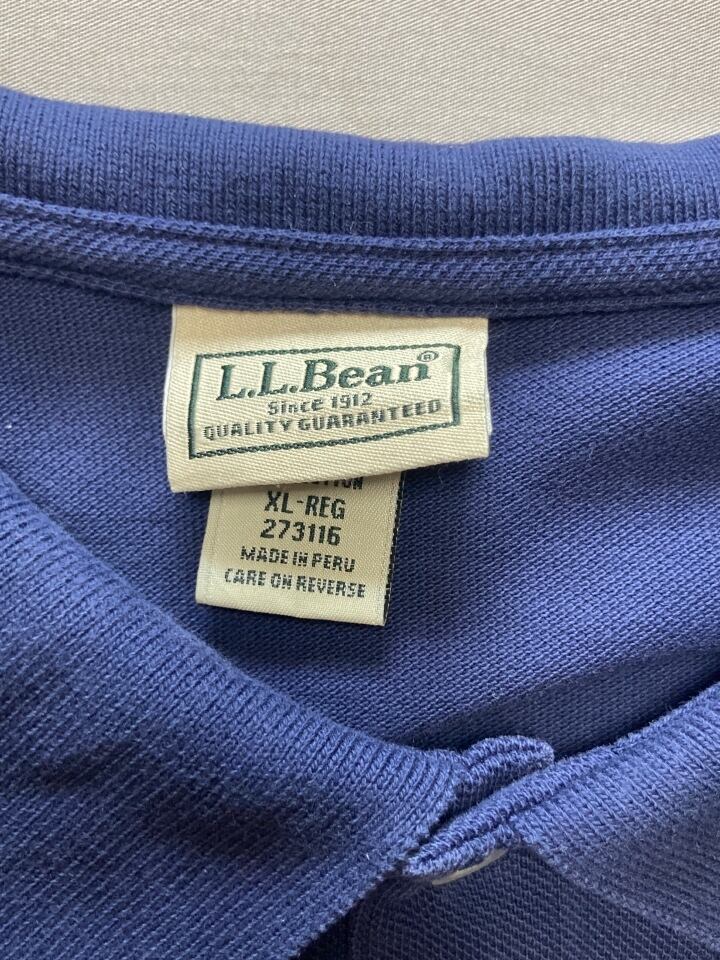 L.L.Bean®
Since 1912
QUALITY GUARANTEED
XL-REG
273116
MADE IN PERU
CARE ON REVERSE